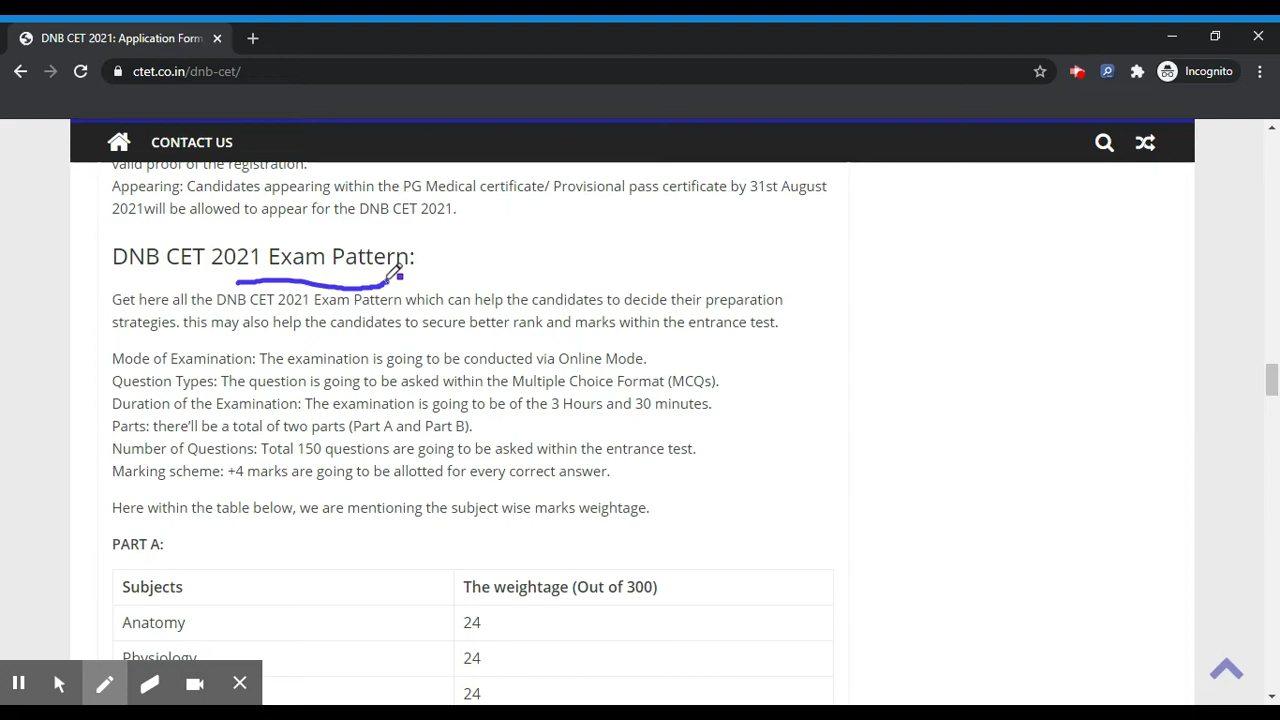 DNB CET 2021: Application Form
ctet.co.in/dnb-cet/
Incognito
CONTACT US
valid proof of the registration.
Appearing: Candidates appearing within the PG Medical certificate/ Provisional pass certificate by 31st August
2021will be allowed to appear for the DNB CET 2021.
DNB CET 2021 Exam Pattern:
Get here all the DNB CET 2021 Exam Pattern which can help the candidates to decide their preparation
strategies. this may also help the candidates to secure better rank and marks within the entrance test.
Mode of Examination: The examination is going to be conducted via Online Mode.
Question Types: The question is going to be asked within the Multiple Choice Format (MCQs).
Duration of the Examination: The examination is going to be of the 3 Hours and 30 minutes.
Parts: there’ll be a total of two parts (Part A and Part B).
Number of Questions: Total 150 questions are going to be asked within the entrance test.
Marking scheme: +4 marks are going to be allotted for every correct answer.
Here within the table below, we are mentioning the subject wise marks weightage.
PART A:
Subjects The weightage (Out of 300)
Anatomy 24
Physiology 24
24